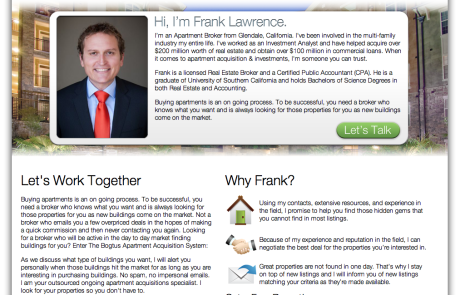 Hi, I'm Frank Lawrence.
I'm an Apartment Broker from Glendale, California. I've been involved in the multi-family
industry my entire life. I've worked as an Investment Analyst and have helped acquire over
$200 million worth of real estate and obtain over $100 million in commercial loans. When
it comes to apartment acquisition & investments, I'm someone you can trust.
Frank is a licensed Real Estate Broker and a Certified Public Accountant (CPA). He is a
graduate of University of Southern California and holds Bachelors of Science Degrees in
both Real Estate and Accounting.
Buying apartments is an on going process. To be successful, you need a broker who
knows what you want and is always looking for those properties for you as new buildings
come on the market.
Let's Talk
Let's Work Together
Buying apartments is an on going process. To be successful, you
need a broker who knows what you want and is always looking for
those properties for you as new buildings come on the market. Not a
broker who emails you a few overpriced deals in the hopes of making
a quick commission and then never contacting you again. Looking
for a broker who will be active in the day to day market finding
buildings for you? Enter The Bogtus Apartment Acquisition System:
As we discuss what type of buildings you want, I will alert you
personally when those buildings hit the market for as long as you are
interested in purchasing buildings. No spam, no impersonal emails.
I am your outsourced ongoing apartment acquisitions specialist. I
look for your properties so you don't have to.
Why Frank?
Using my contacts, extensive resources, and experience in
the field, I promise to help you find those hidden gems that
you cannot find in most listings.
Because of my experience and reputation in the field, I can
negotiate the best deal for the properties you're interested in.
Great properties are not found in one day. That's why I stay
on top of new listings and I will inform you of new listings
matching your criteria as they're made available.